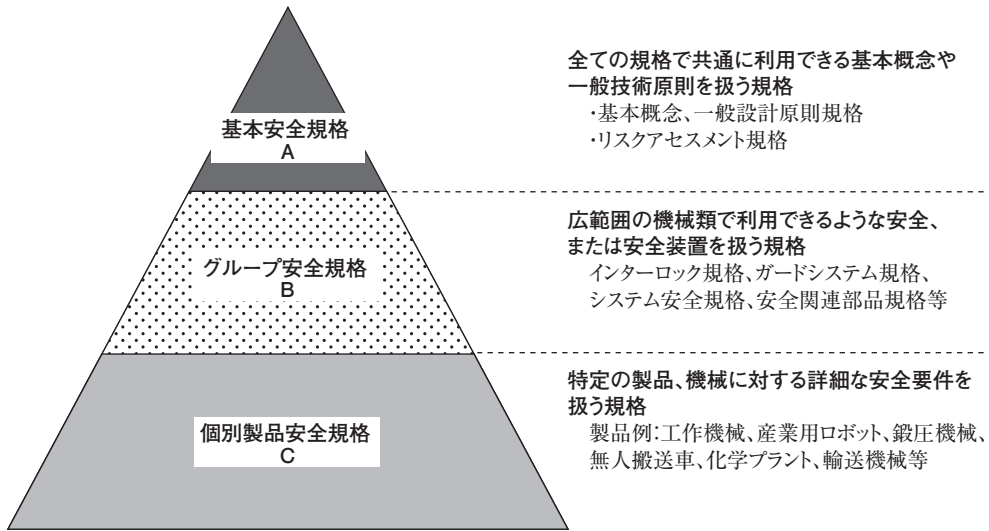 基本安全規格
A
全ての規格で共通に利用できる基本概念や
一般技術原則を扱う規格
・基本概念、一般設計原則規格
・リスクアセスメント規格
グループ安全規格
B
広範囲の機械類で利用できるような安全、
または安全装置を扱う規格
インターロック規格、ガードシステム規格、
システム安全規格、安全関連部品規格等
個別製品安全規格
C
特定の製品、機械に対する詳細な安全要件を
扱う規格
製品例：工作機械、産業用ロボット、鍛圧機械、
無人搬送車、化学プラント、輸送機械等